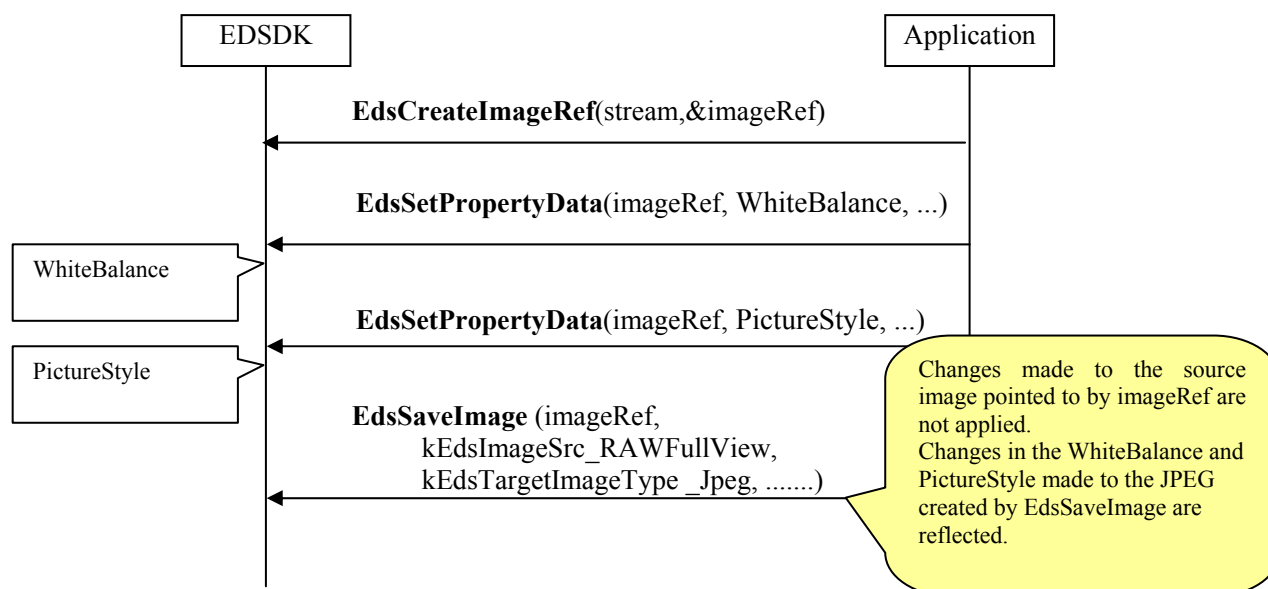 EDSDK
Application
EdsCreateImageRef(stream,&imageRef)
EdsSetPropertyData(imageRef, WhiteBalance, ...)
WhiteBalance
EdsSetPropertyData(imageRef, PictureStyle, ...)
PictureStyle
EdsSaveImage (imageRef,
kEdsImageSrc_RAWFullView,
kEdsTargetImageType _Jpeg, .......)
Changes made to the source
image pointed to by imageRef are
not applied.
Changes in the WhiteBalance and
PictureStyle made to the JPEG
created by EdsSaveImage are
reflected.